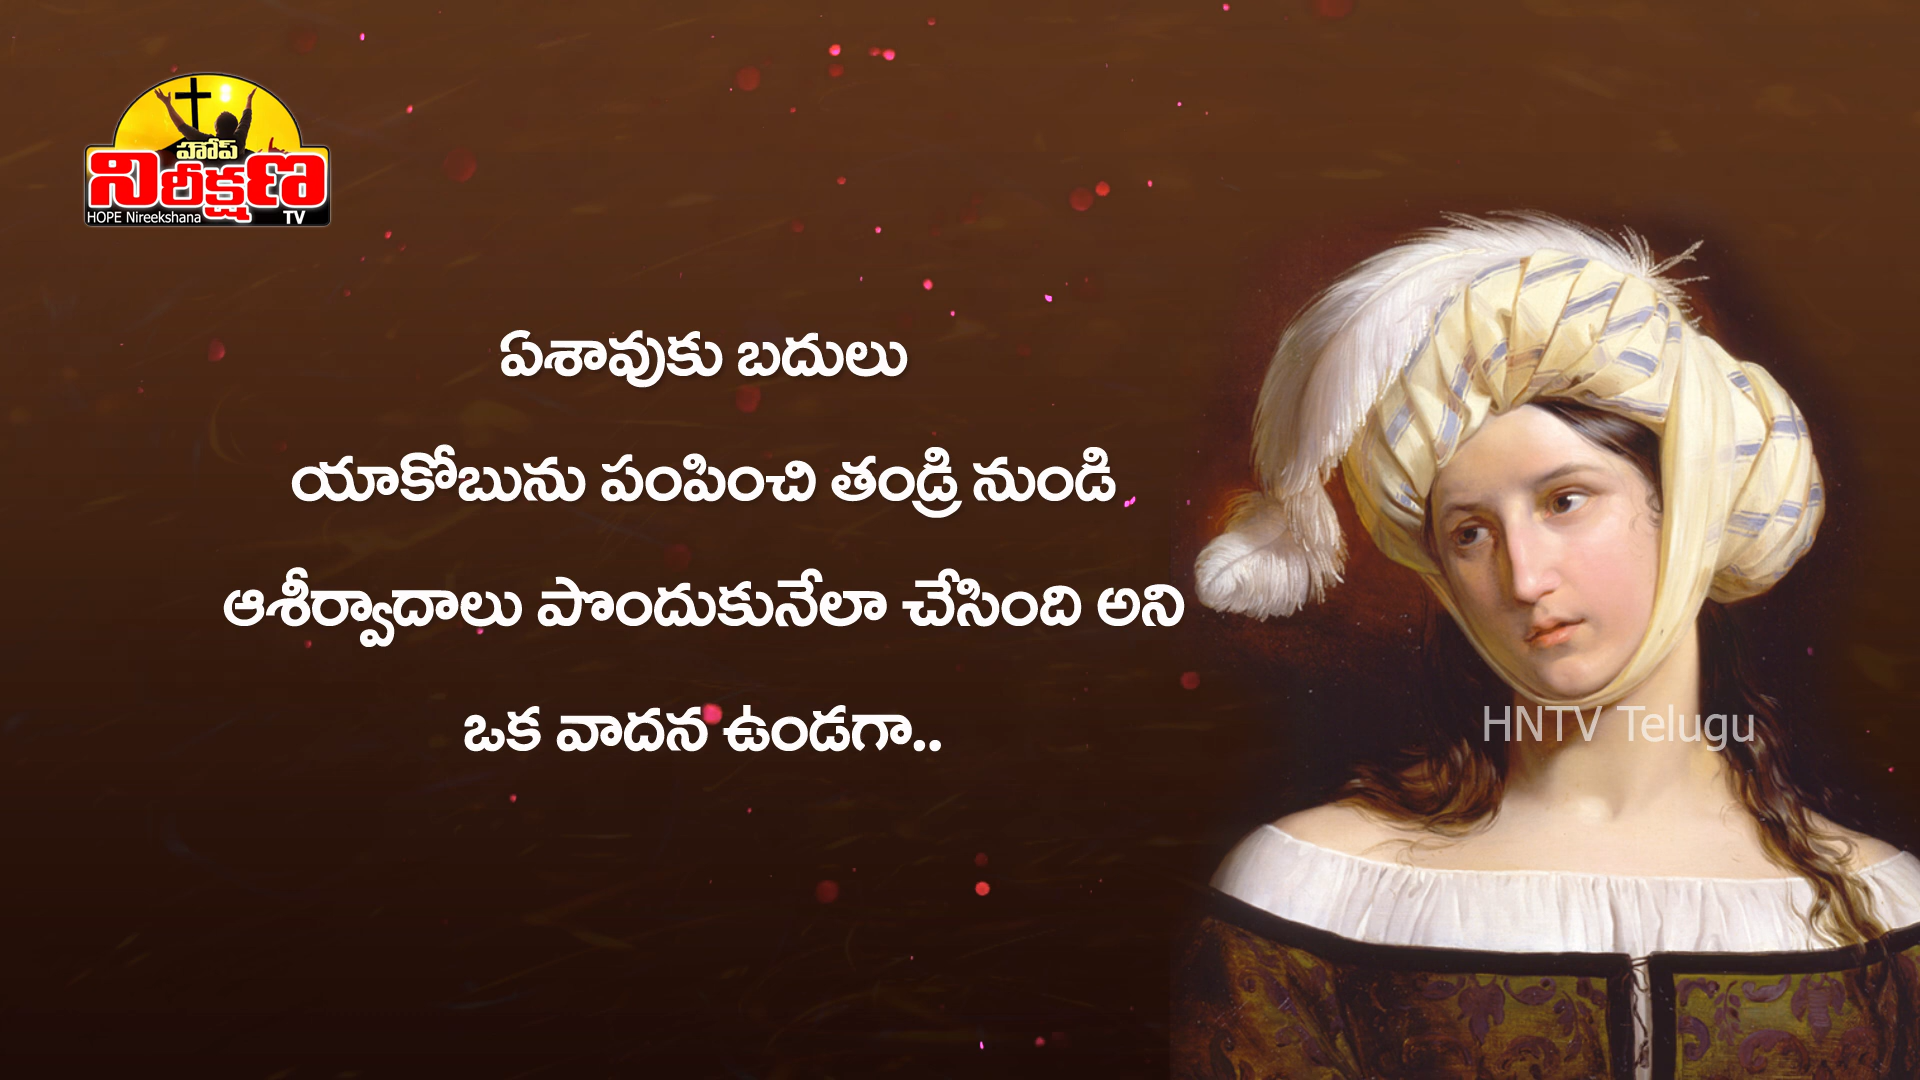 హోప్
నిరీక్షణ
HOPE Nireekshana TV
ఏశావుకు బదులు
యాకోబును పంపించి తండ్రి నుండి
ఆశీర్వాదాలు పొందుకునేలా చేసింది అని
ఒక వాదన ఉండగా..
HNTV Telugu